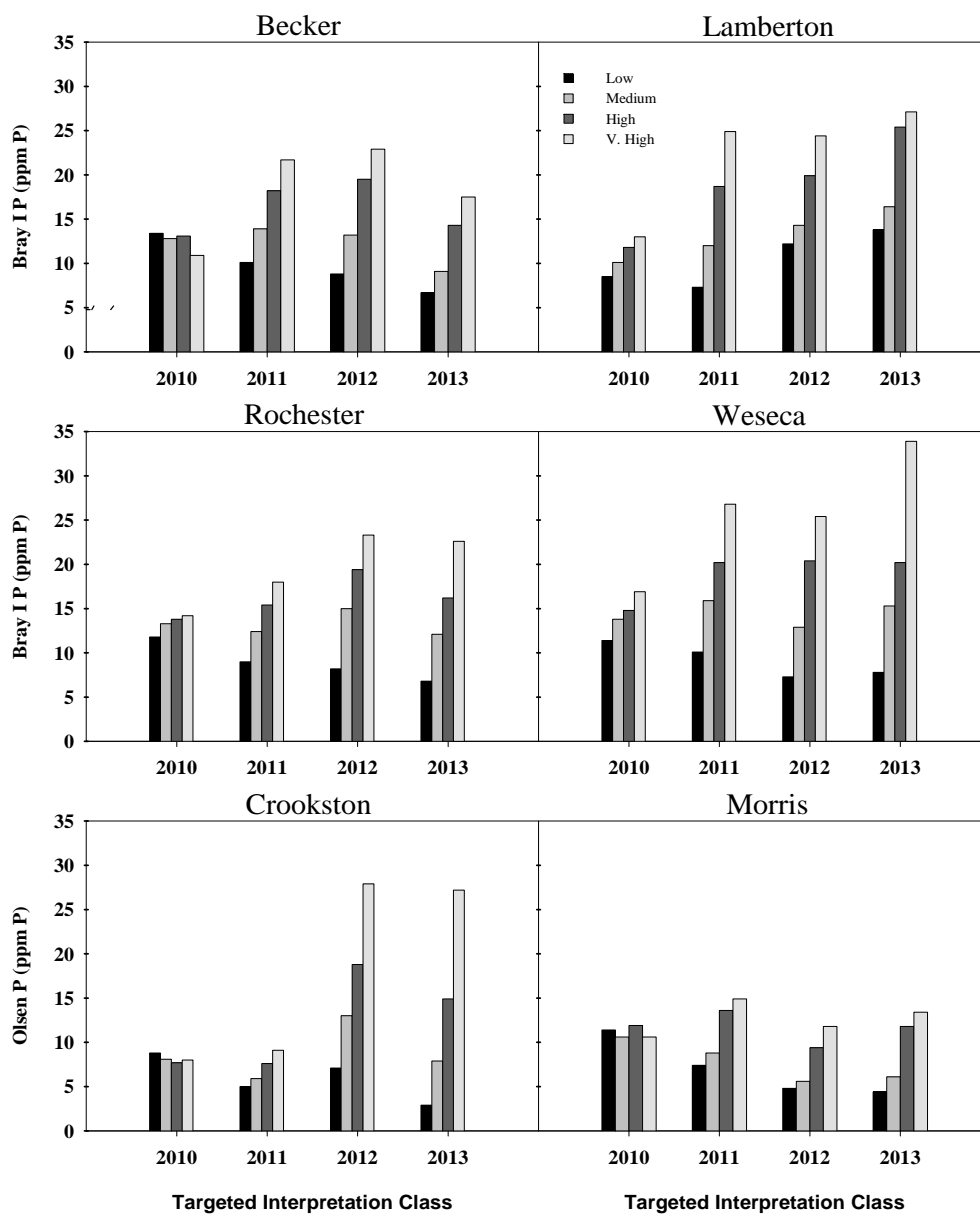 Becker Lamberton
35
30
25
20
15
10
5
0
Bray I P (ppm P)
Low
Medium
High
V. High
2010 2011 2012 2013 2010 2011 2012 2013
Rochester Weseca
35
30
25
20
15
10
5
0
Bray I P (ppm P)
2010 2011 2012 2013 2010 2011 2012 2013
Crookston Morris
35
30
25
20
15
10
5
0
Olsen P (ppm P)
2010 2011 2012 2013 2010 2011 2012 2013
Targeted Interpretation Class Targeted Interpretation Class